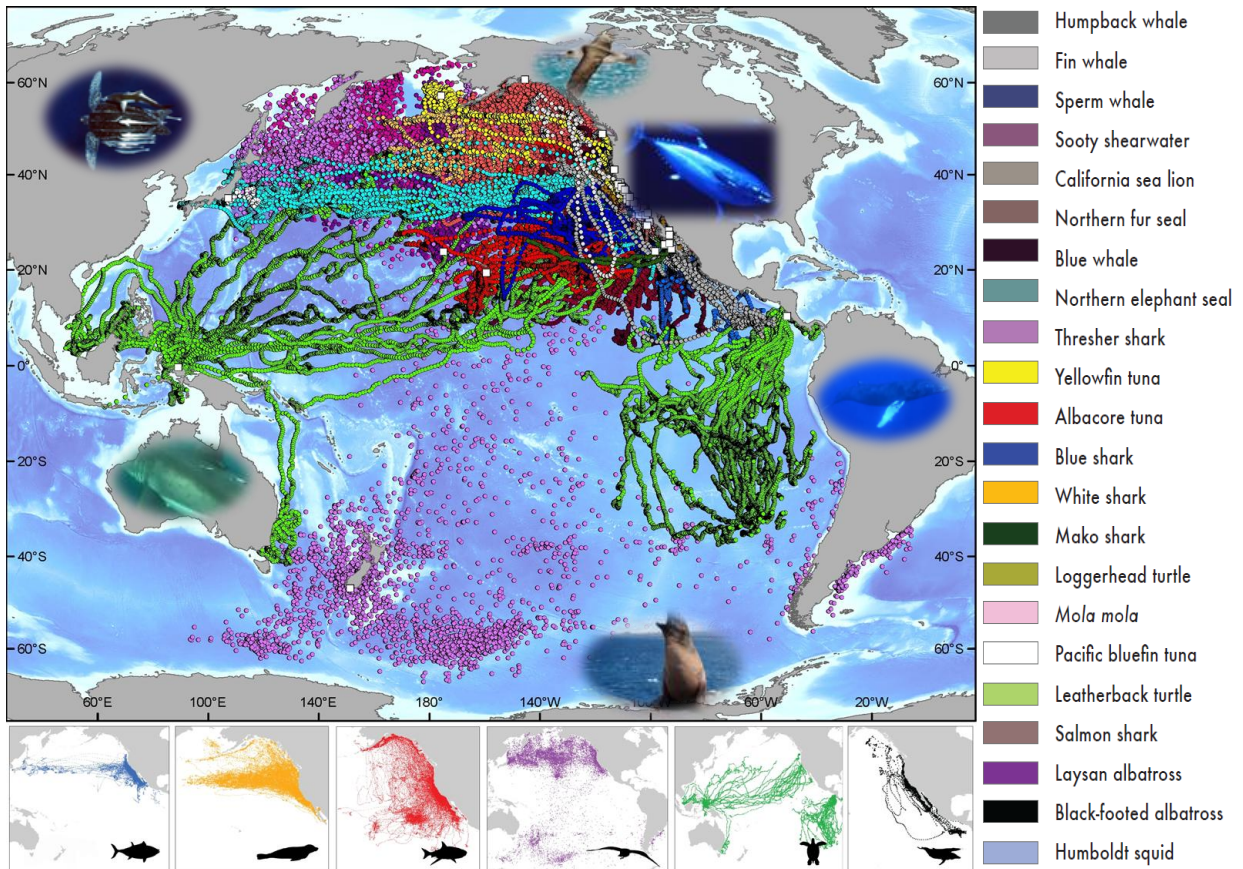 60°N
40°N
20°N
0°
20°S
40°S
60°S
60°N
40°N
20°N
0°
20°S
40°S
60°S
60°E
100°E
140°E
180°
140°W
100°W
60°W
20°W
Humpback whale
Fin whale
Sperm whale
Sooty shearwater
California sea lion
Northern fur seal
Blue whale
Northern elephant seal
Thresher shark
Yellowfin tuna
Albacore tuna
Blue shark
White shark
Mako shark
Loggerhead turtle
Mola mola
Pacific bluefin tuna
Leatherback turtle
Salmon shark
Laysan albatross
Black-footed albatross
Humboldt squid